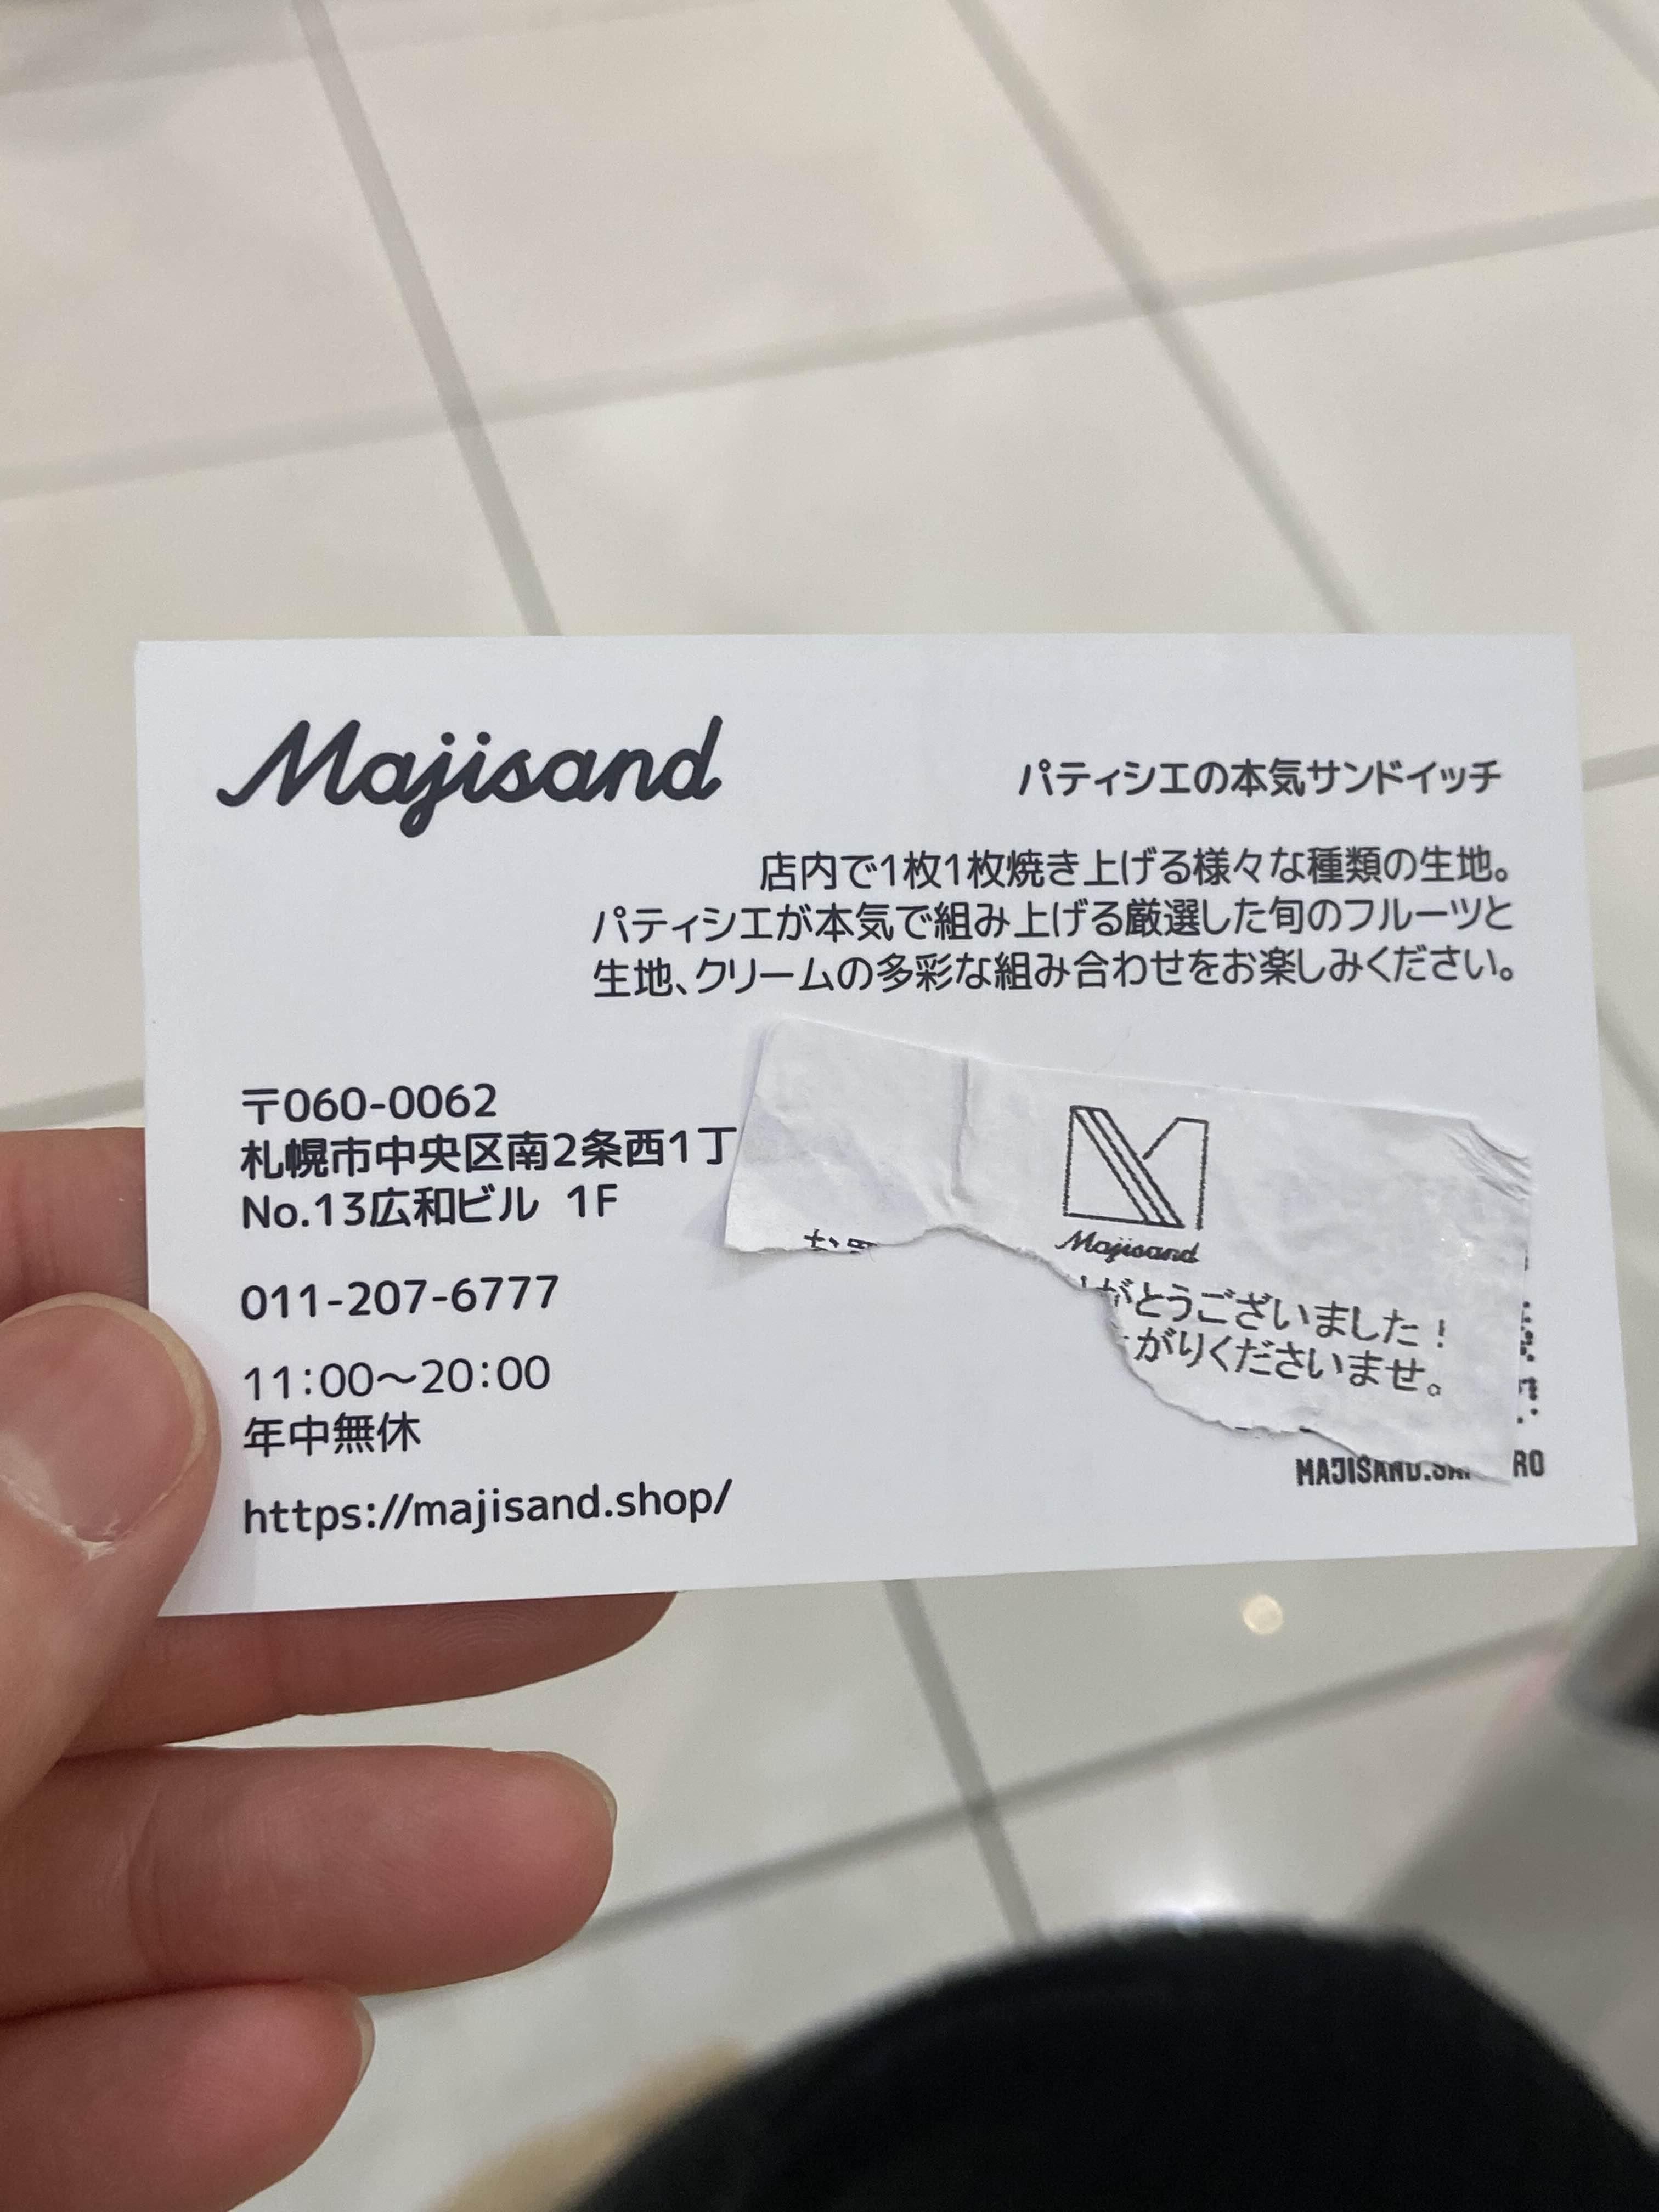 Majisand
パティシエの本気サンドイッチ
店内で1枚1枚焼き上げる様々な種類の生地。
パティシエが本気で組み上げる厳選した旬のフルーツと
生地、クリームの多彩な組み合わせをお楽しみください。
〒060-0062
札幌市中央区南2条西1丁
No.13広和ビル 1F
011-207-6777
11:00〜20:00
年中無休
https://majisand.shop/
Majisand
がとうございました!
がりくださいませ。